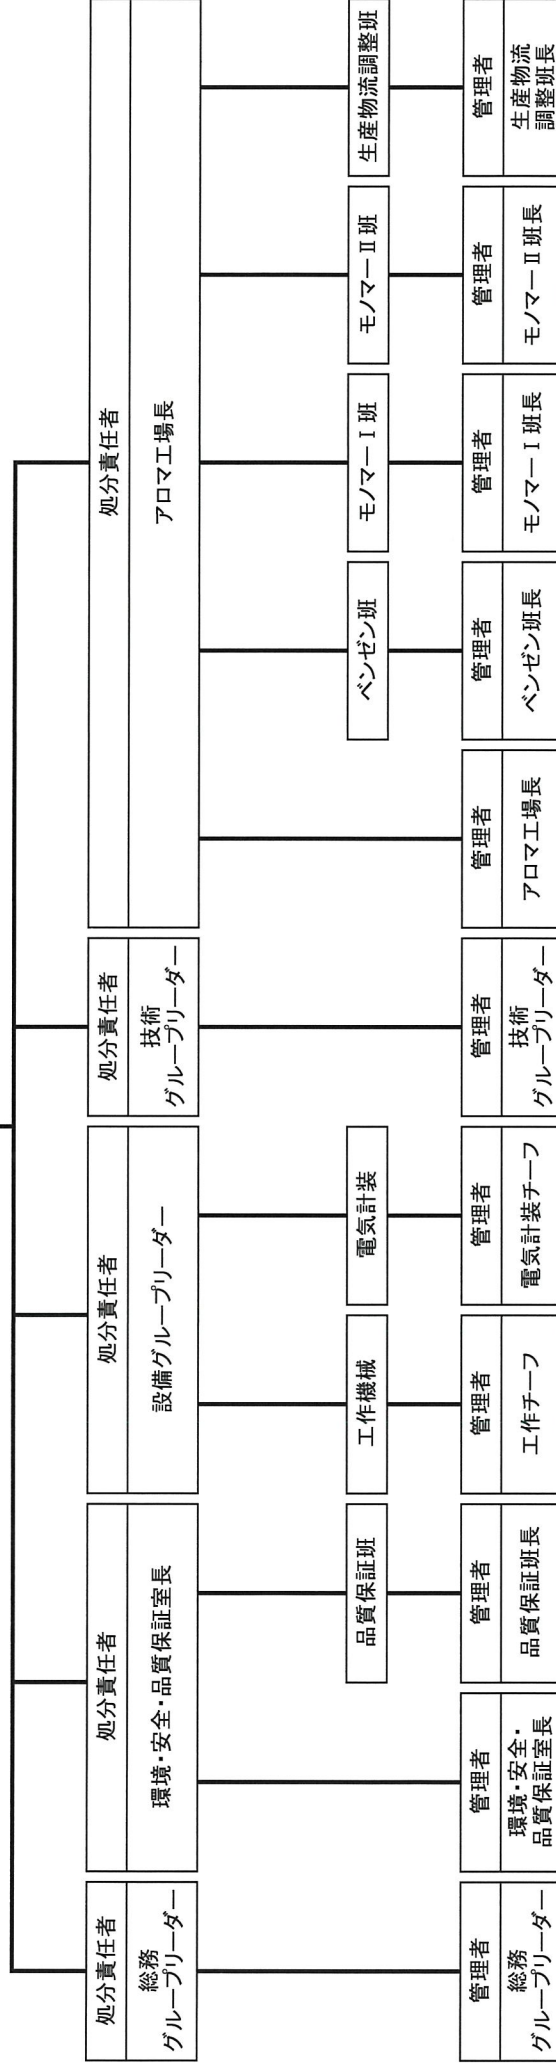 処分責任者
総務
グループリーダー
処分責任者
環境・安全・品質保証室長
処分責任者
設備グループリーダー
処分責任者
技術
グループリーダー
処分責任者
アロマ工場長
品質保証班
工作機械
電気計装
ベンゼン班
モノマーⅠ班
モノマーⅡ班
生産物流調整班
管理者
総務
グループリーダー
管理者
環境・安全・
品質保証室長
管理者
品質保証班長
管理者
工作チーフ
管理者
電気計装チーフ
管理者
技術
グループリーダー
管理者
アロマ工場長
管理者
ベンゼン班長
管理者
モノマーⅠ班長
管理者
モノマーⅡ班長
管理者
生産物流
調整班長